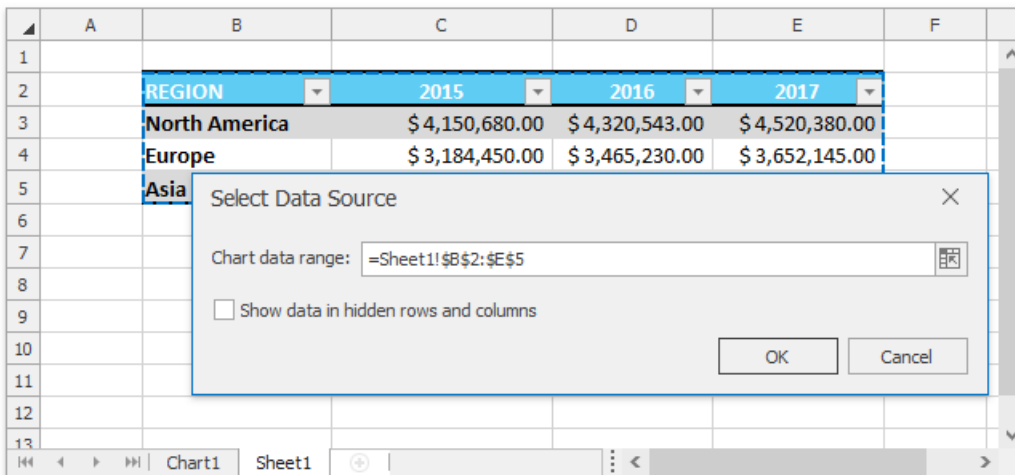 A B C D E F
1
2 REGION 2015 2016 2017
3 North America $ 4,150,680.00 $ 4,320,543.00 $ 4,520,380.00
4 Europe $ 3,184,450.00 $ 3,465,230.00 $ 3,652,145.00
5 Asia
Select Data Source
6
7 Chart data range: =Sheet1!$B$2:$E$5
8
9 Show data in hidden rows and columns
10 OK Cancel
11
12
13
Chart1 Sheet1